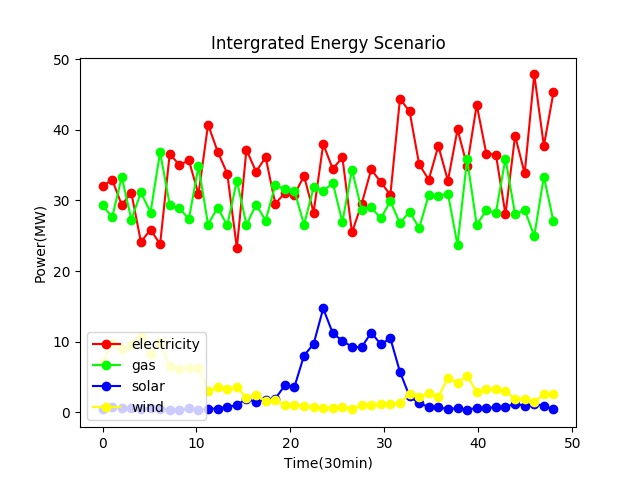 Intergrated Energy Scenario
50
40
30
20
10
0
Power(MW)
electricity
gas
solar
wind
0 10 20 30 40 50
Time(30min)